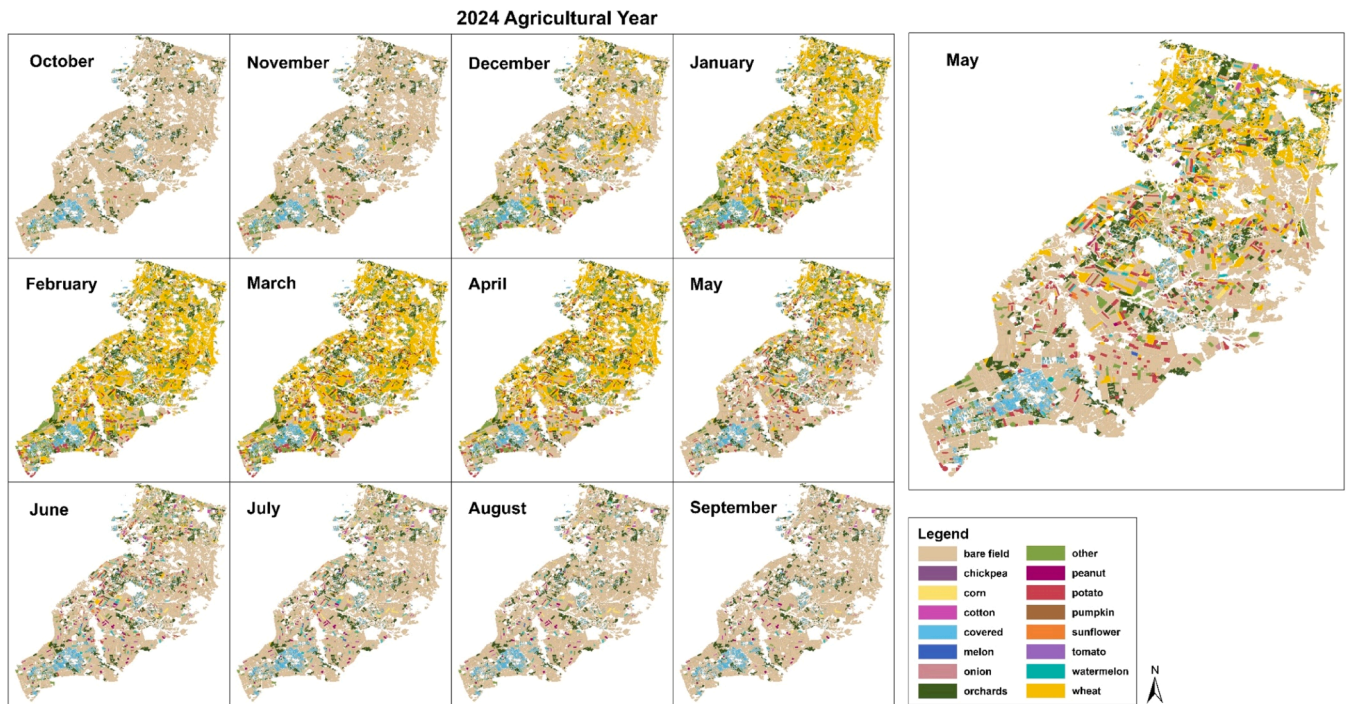 2024 Agricultural Year
October
November
December
January
May
February
March
April
May
June
July
August
September
Legend
bare field
other
chickpea
peanut
corn
potato
cotton
pumpkin
covered
sunflower
melon
tomato
onion
watermelon
orchards
wheat
N